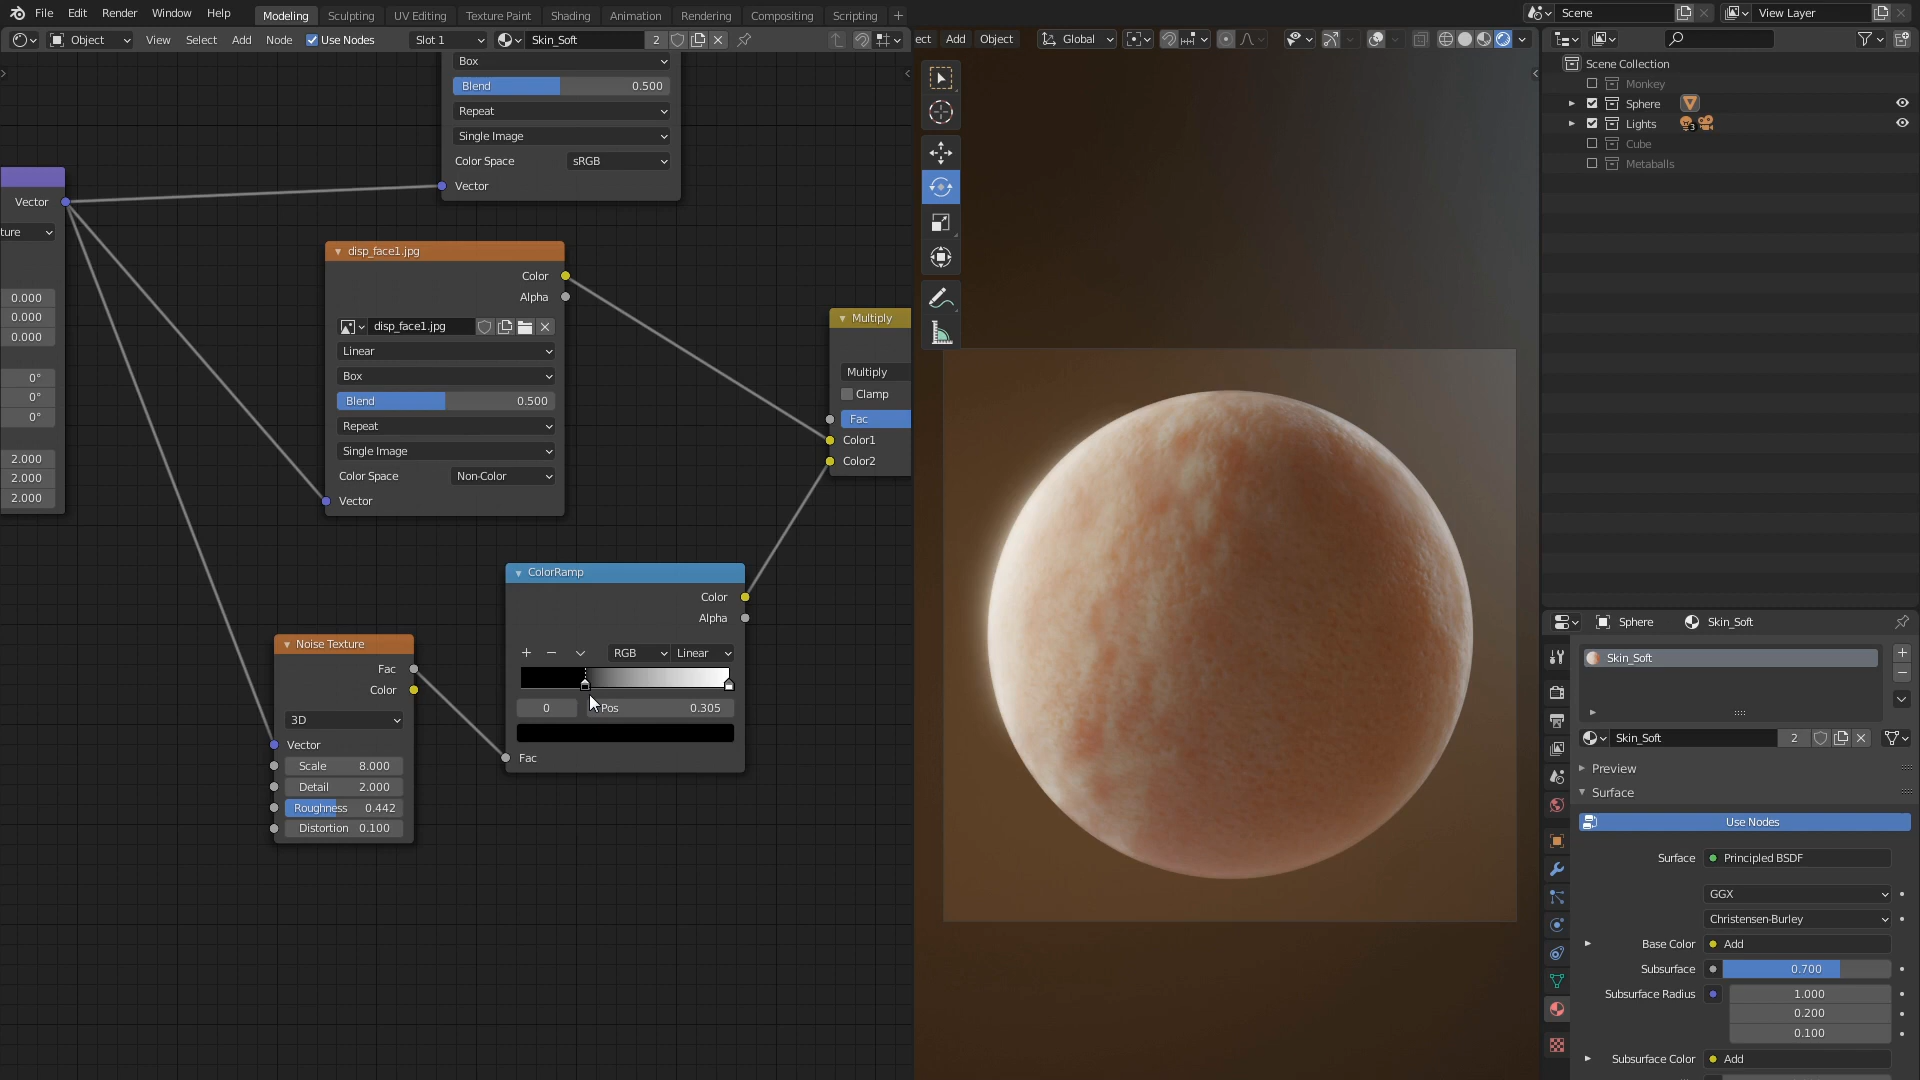 File Edit Render Window Help
Modeling Sculpting UV Editing Texture Paint Shading Animation Rendering Compositing Scripting +
Scene
View Layer
Object View Select Add Node Use Nodes Slot 1 Skin_Soft 2
ect Add Object Global
Box
Blend 0.500
Repeat
Single Image
Color Space sRGB
Vector
Vector
ture
0.000
0.000
0.000
0°
0°
0°
2.000
2.000
2.000
disp_face1.jpg
Color
Alpha
disp_face1.jpg
Linear
Box
Blend 0.500
Repeat
Single Image
Color Space Non-Color
Vector
Multiply
Multiply
Clamp
Fac
Color1
Color2
ColorRamp
Color
Alpha
RGB Linear
0 Pos 0.305
Fac
Noise Texture
Fac
Color
3D
Vector
Scale 8.000
Detail 2.000
Roughness 0.442
Distortion 0.100
Scene Collection
Monkey
Sphere
Lights 3
Cube
Metaballs
Sphere Skin_Soft
Skin_Soft
Skin_Soft 2
Preview
Surface
Use Nodes
Surface Principled BSDF
GGX
Christensen-Burley
Base Color Add
Subsurface 0.700
Subsurface Radius 1.000
0.200
0.100
Subsurface Color Add